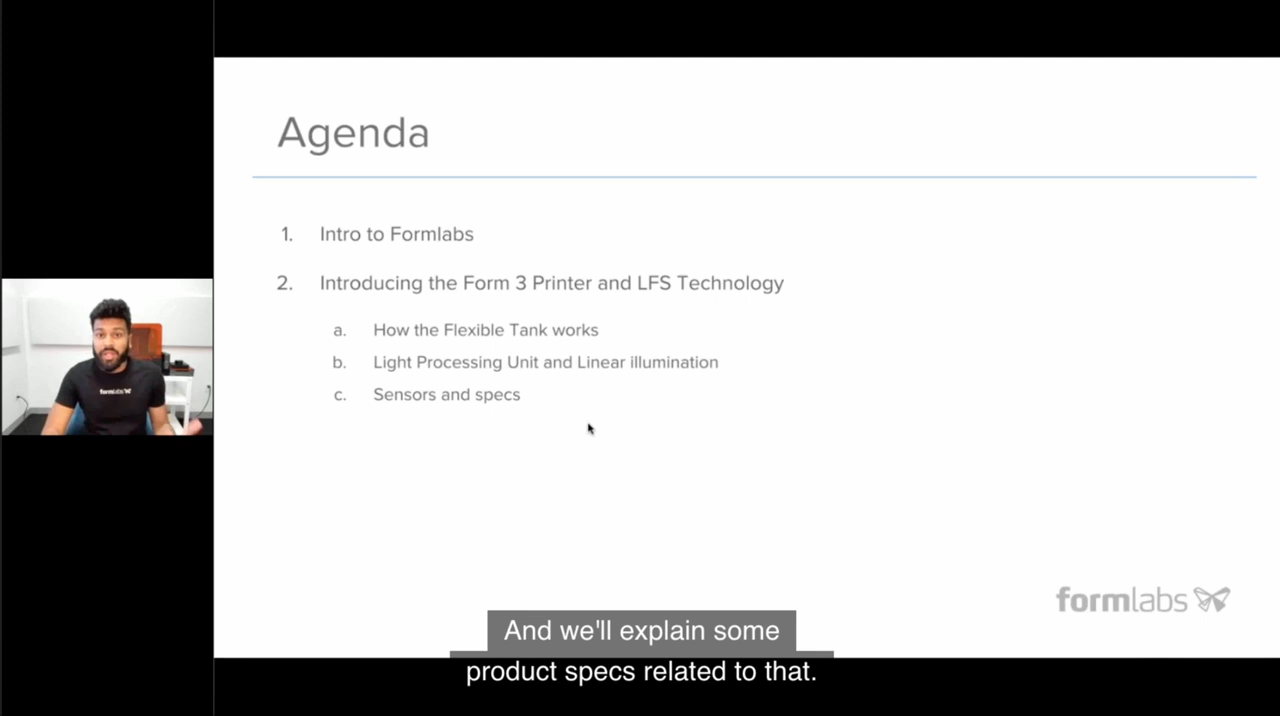 Agenda
1. Intro to Formlabs
2. Introducing the Form 3 Printer and LFS Technology
a. How the Flexible Tank works
b. Light Processing Unit and Linear illumination
c. Sensors and specs
formlabs
formlabs
And we'll explain some
product specs related to that.